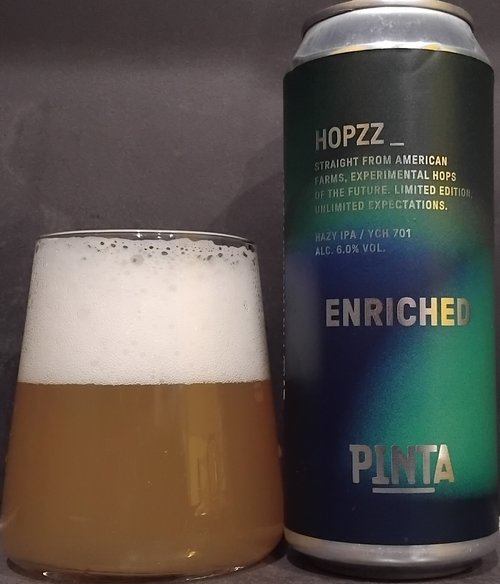 HOPZZ _
STRAIGHT FROM AMERICAN
FARMS, EXPERIMENTAL HOPS
OF THE FUTURE. LIMITED EDITION,
UNLIMITED EXPECTATIONS.
HAZY IPA / YCH 701
ALC. 6.0% VOL.
ENRICHED
PINTA